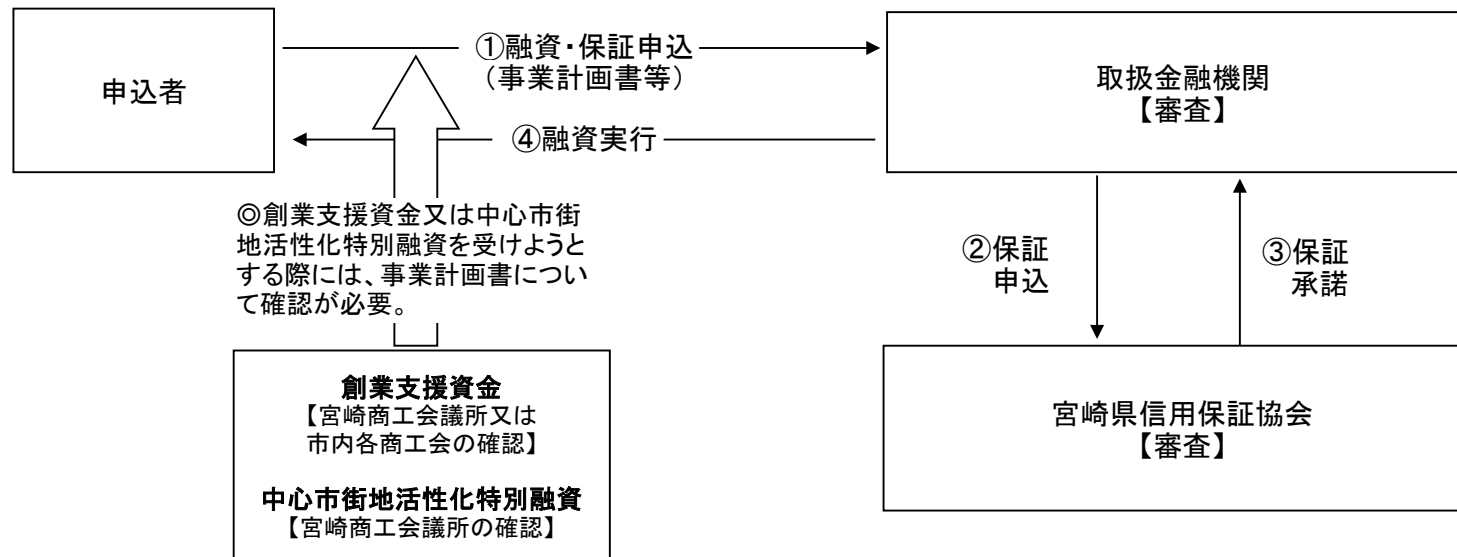 申込者
①融資・保証申込
（事業計画書等）
④融資実行
取扱金融機関
【審査】
◎創業支援資金又は中心市街
地活性化特別融資を受けようと
する際には、事業計画書につい
て確認が必要。
②保証
申込
③保証
承諾
創業支援資金
【宮崎商工会議所又は
市内各商工会の確認】
中心市街地活性化特別融資
【宮崎商工会議所の確認】
宮崎県信用保証協会
【審査】